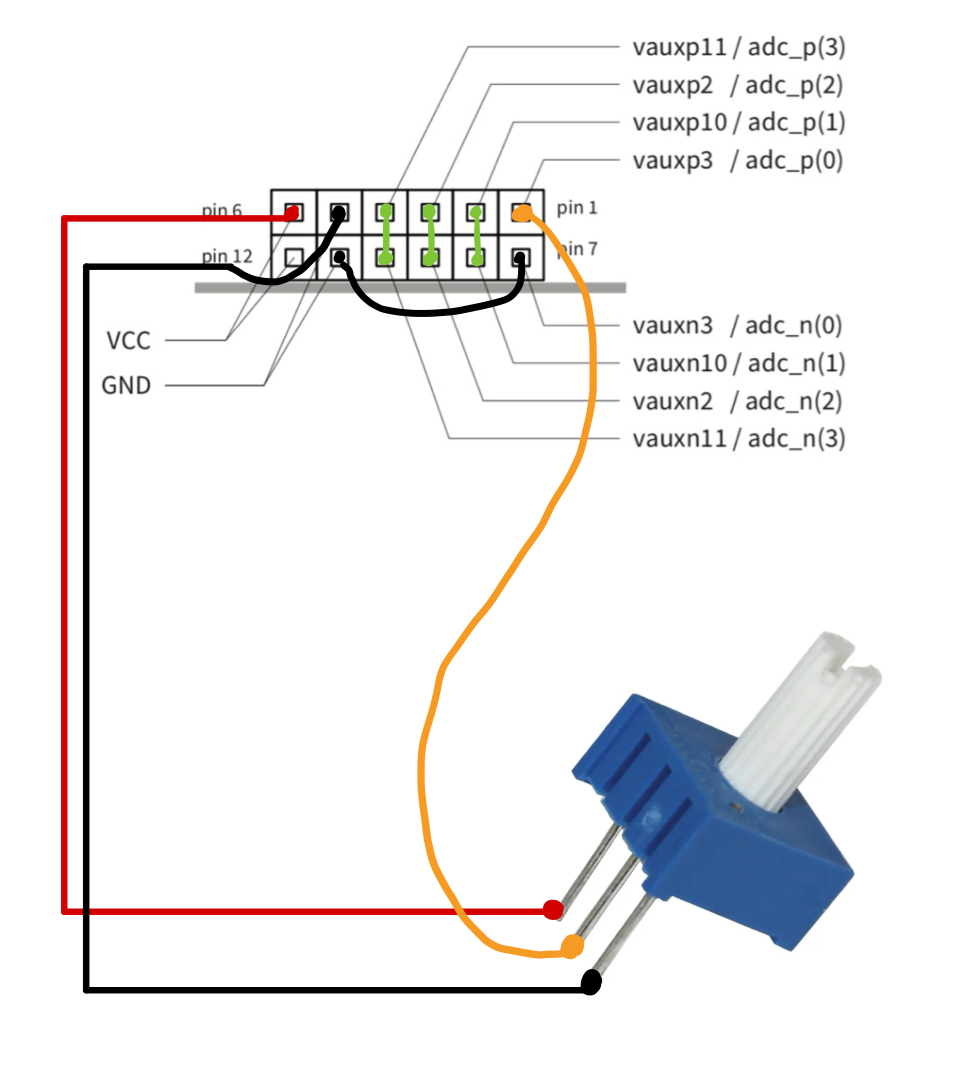 vauxp11 / adc_p(3)
vauxp2 / adc_p(2)
vauxp10 / adc_p(1)
vauxp3 / adc_p(0)
pin 6
pin 1
pin 12
pin 7
vauxn3 / adc_n(0)
VCC
vauxn10 / adc_n(1)
GND
vauxn2 / adc_n(2)
vauxn11 / adc_n(3)